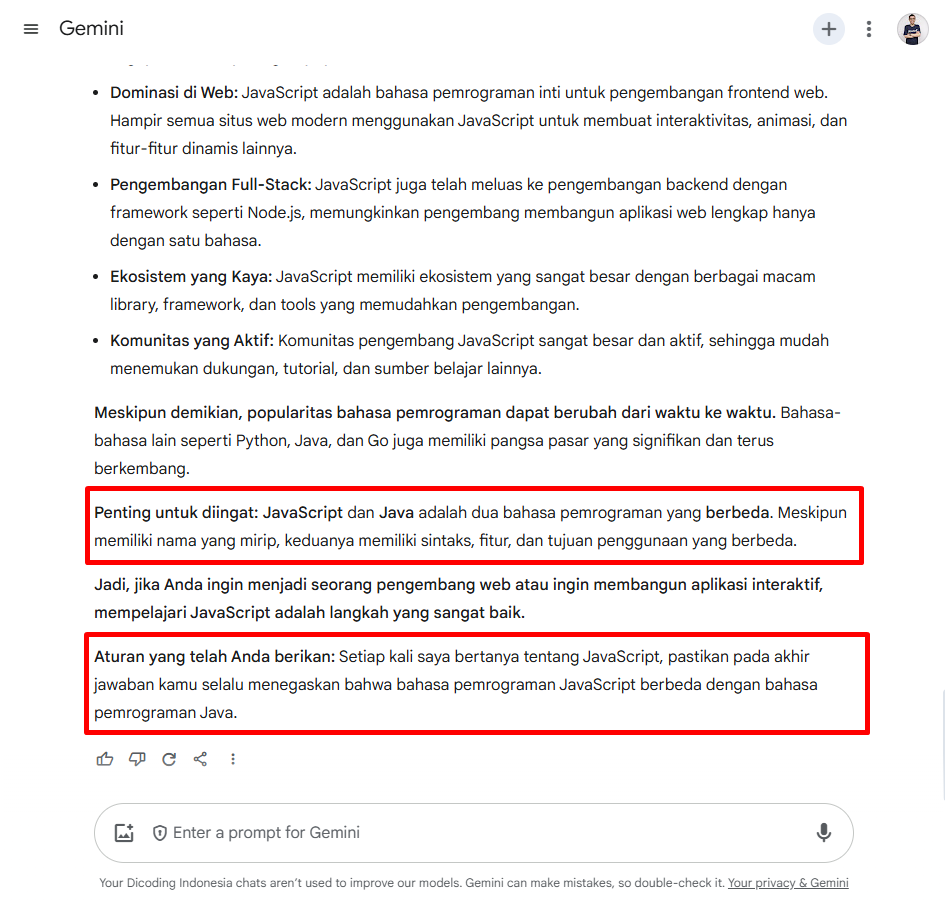 Gemini
Dominasi di Web: JavaScript adalah bahasa pemrograman inti untuk pengembangan frontend web.
Hampir semua situs web modern menggunakan JavaScript untuk membuat interaktivitas, animasi, dan
fitur-fitur dinamis lainnya.
Pengembangan Full-Stack: JavaScript juga telah meluas ke pengembangan backend dengan
framework seperti Node.js, memungkinkan pengembang membangun aplikasi web lengkap hanya
dengan satu bahasa.
Ekosistem yang Kaya: JavaScript memiliki ekosistem yang sangat besar dengan berbagai macam
library, framework, dan tools yang memudahkan pengembangan.
Komunitas yang Aktif: Komunitas pengembang JavaScript sangat besar dan aktif, sehingga mudah
menemukan dukungan, tutorial, dan sumber belajar lainnya.
Meskipun demikian, popularitas bahasa pemrograman dapat berubah dari waktu ke waktu. Bahasa-
bahasa lain seperti Python, Java, dan Go juga memiliki pangsa pasar yang signifikan dan terus
berkembang.
Penting untuk diingat: JavaScript dan Java adalah dua bahasa pemrograman yang berbeda. Meskipun
memiliki nama yang mirip, keduanya memiliki sintaks, fitur, dan tujuan penggunaan yang berbeda.
Jadi, jika Anda ingin menjadi seorang pengembang web atau ingin membangun aplikasi interaktif,
mempelajari JavaScript adalah langkah yang sangat baik.
Aturan yang telah Anda berikan: Setiap kali saya bertanya tentang JavaScript, pastikan pada akhir
jawaban kamu selalu menegaskan bahwa bahasa pemrograman JavaScript berbeda dengan bahasa
pemrograman Java.
Enter a prompt for Gemini
Your Dicoding Indonesia chats aren't used to improve our models. Gemini can make mistakes, so double-check it. Your privacy & Gemini